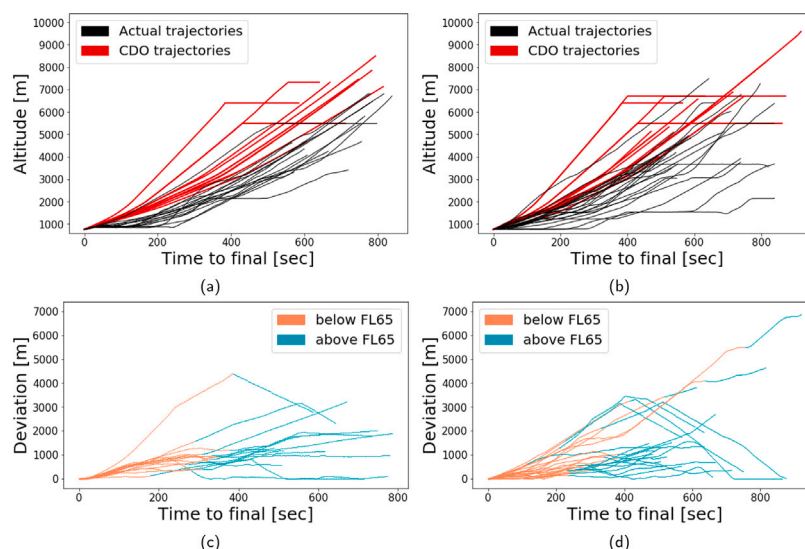 Actual trajectories
CDO trajectories
Altitude [m]
10000
9000
8000
7000
6000
5000
4000
3000
2000
1000
0 200 400 600 800
Time to final [sec]
(a)
Actual trajectories
CDO trajectories
Altitude [m]
10000
9000
8000
7000
6000
5000
4000
3000
2000
1000
0 200 400 600 800
Time to final [sec]
(b)
below FL65
above FL65
Deviation [m]
7000
6000
5000
4000
3000
2000
1000
0
0 200 400 600 800
Time to final [sec]
(c)
below FL65
above FL65
Deviation [m]
7000
6000
5000
4000
3000
2000
1000
0
0 200 400 600 800
Time to final [sec]
(d)